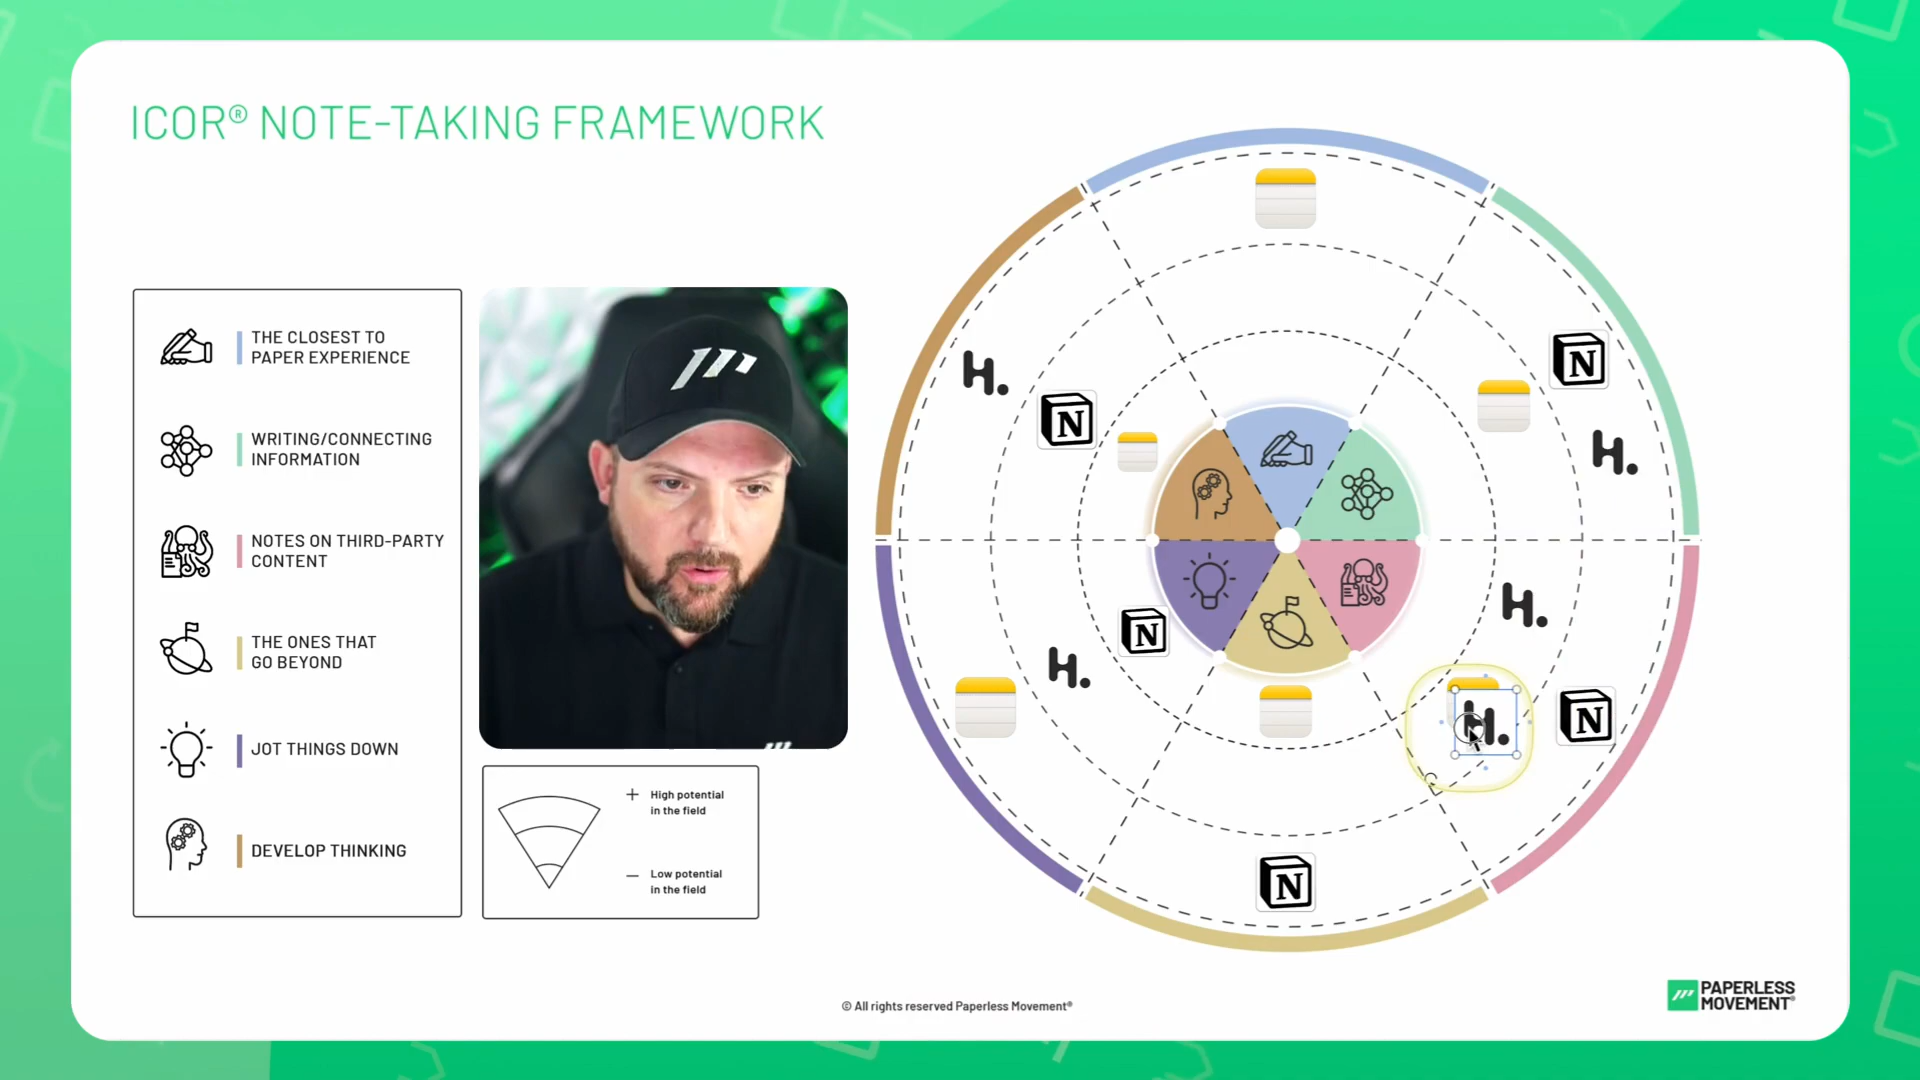 ICOR® NOTE-TAKING FRAMEWORK
THE CLOSEST TO
PAPER EXPERIENCE
WRITING/CONNECTING
INFORMATION
NOTES ON THIRD-PARTY
CONTENT
THE ONES THAT
GO BEYOND
JOT THINGS DOWN
DEVELOP THINKING
+ High potential
in the field
– Low potential
in the field
N
H.
H.
N
N
H.
H.
N
H.
N
N
© All rights reserved Paperless Movement®
PAPERLESS
MOVEMENT®